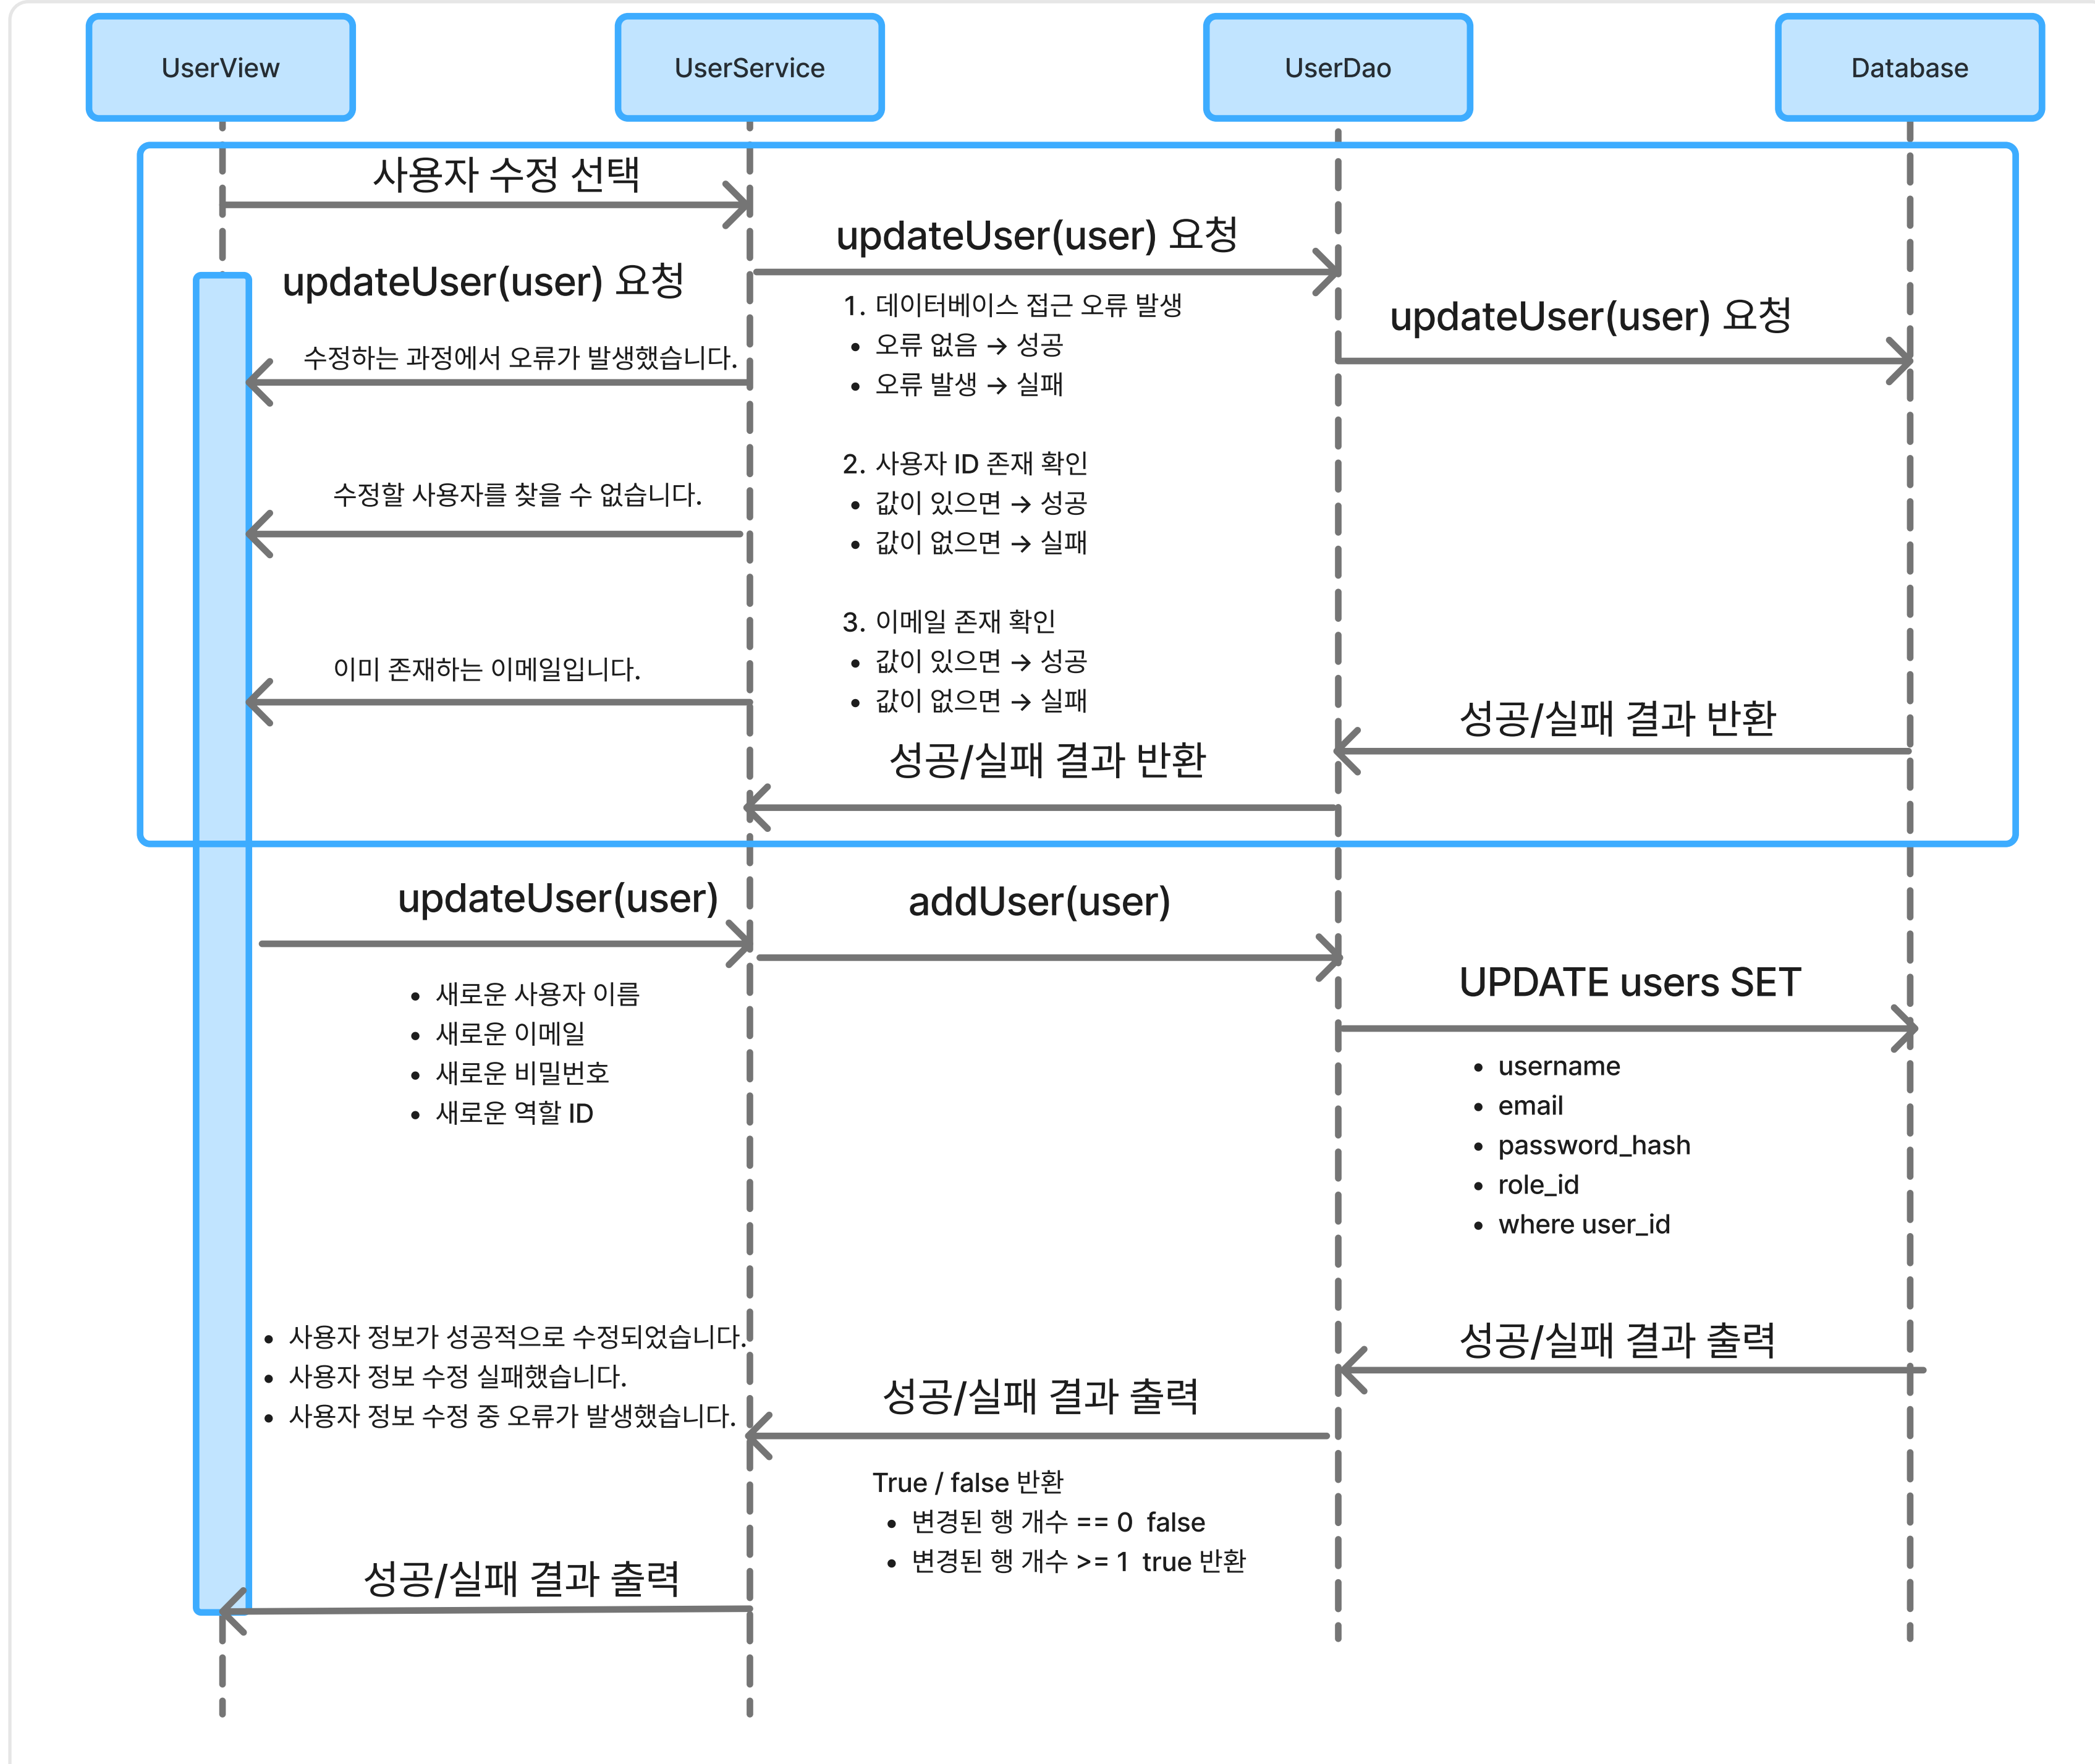 UserView
UserService
UserDao
Database
사용자 수정 선택
updateUser(user) 요청
updateUser(user) 요청
updateUser(user) 요청
수정하는 과정에서 오류가 발생했습니다.
수정할 사용자를 찾을 수 없습니다.
이미 존재하는 이메일입니다.
1. 데이터베이스 접근 오류 발생
• 오류 없음 → 성공
• 오류 발생 → 실패
2. 사용자 ID 존재 확인
• 값이 있으면 → 성공
• 값이 없으면 → 실패
3. 이메일 존재 확인
• 값이 있으면 → 성공
• 값이 없으면 → 실패
성공/실패 결과 반환
성공/실패 결과 반환
updateUser(user)
addUser(user)
• 새로운 사용자 이름
• 새로운 이메일
• 새로운 비밀번호
• 새로운 역할 ID
UPDATE users SET
• username
• email
• password_hash
• role_id
• where user_id
• 사용자 정보가 성공적으로 수정되었습니다.
• 사용자 정보 수정 실패했습니다.
• 사용자 정보 수정 중 오류가 발생했습니다.
성공/실패 결과 출력
성공/실패 결과 출력
True / false 반환
• 변경된 행 개수 == 0 false
• 변경된 행 개수 >= 1 true 반환
성공/실패 결과 출력